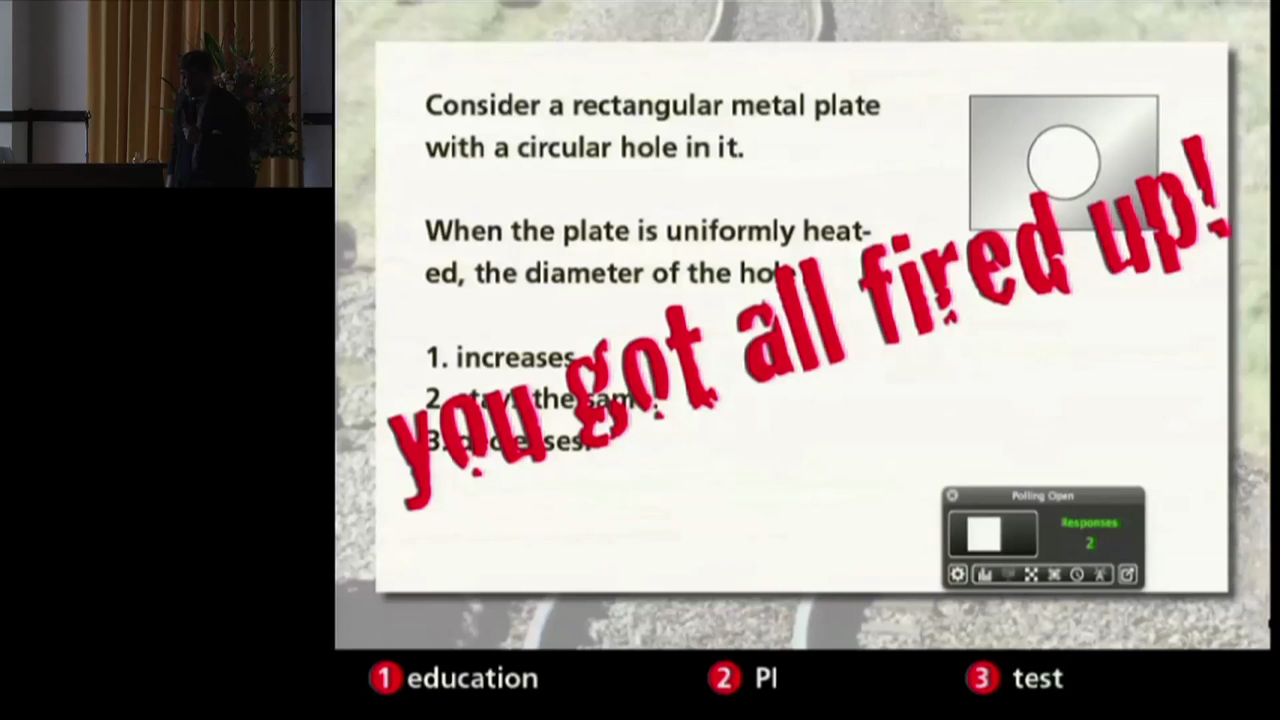 Consider a rectangular metal plate
with a circular hole in it.
When the plate is uniformly heat-
ed, the diameter of the hole
1. increases,
2. stays the same,
3. decreases.
you got all fired up!
Polling Open
Responses
2
1 education
2 PI
3 test